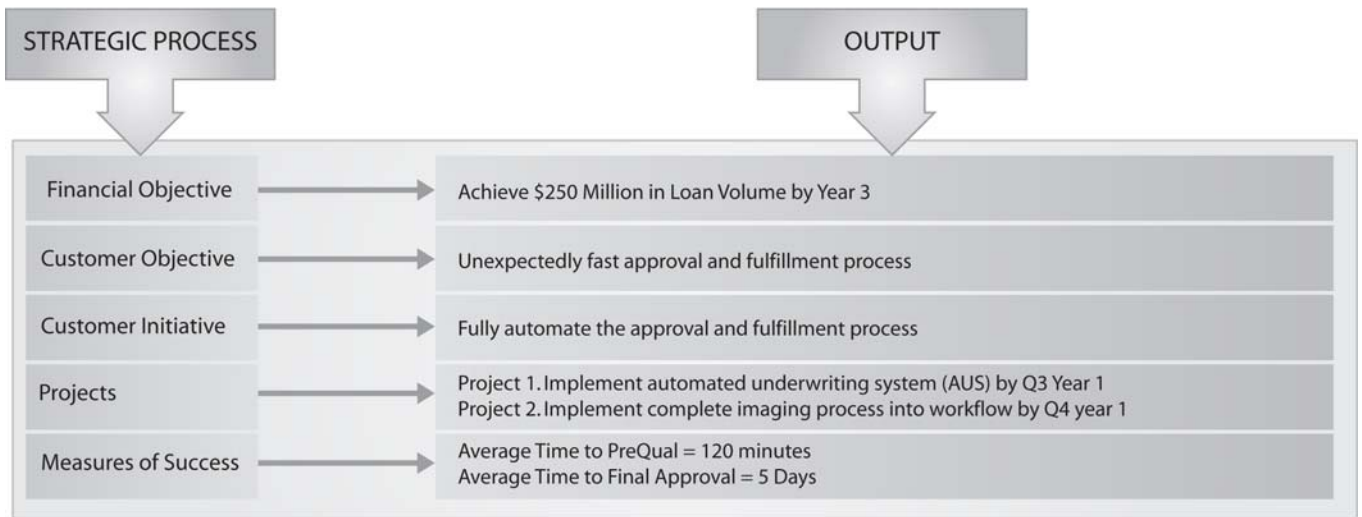 STRATEGIC PROCESS
OUTPUT
Financial Objective
Achieve $250 Million in Loan Volume by Year 3
Customer Objective
Unexpectedly fast approval and fulfillment process
Customer Initiative
Fully automate the approval and fulfillment process
Projects
Project 1. Implement automated underwriting system (AUS) by Q3 Year 1
Project 2. Implement complete imaging process into workflow by Q4 year 1
Measures of Success
Average Time to PreQual = 120 minutes
Average Time to Final Approval = 5 Days